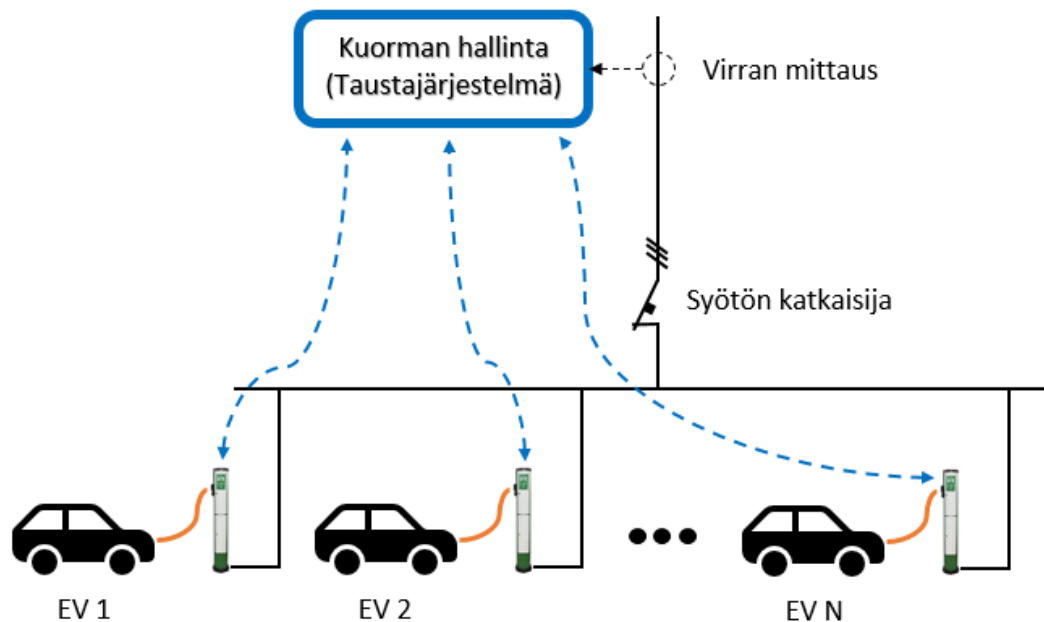 Kuorman hallinta
(Taustajärjestelmä)
Virran mittaus
Syötön katkaisija
EV 1
EV 2
EV N